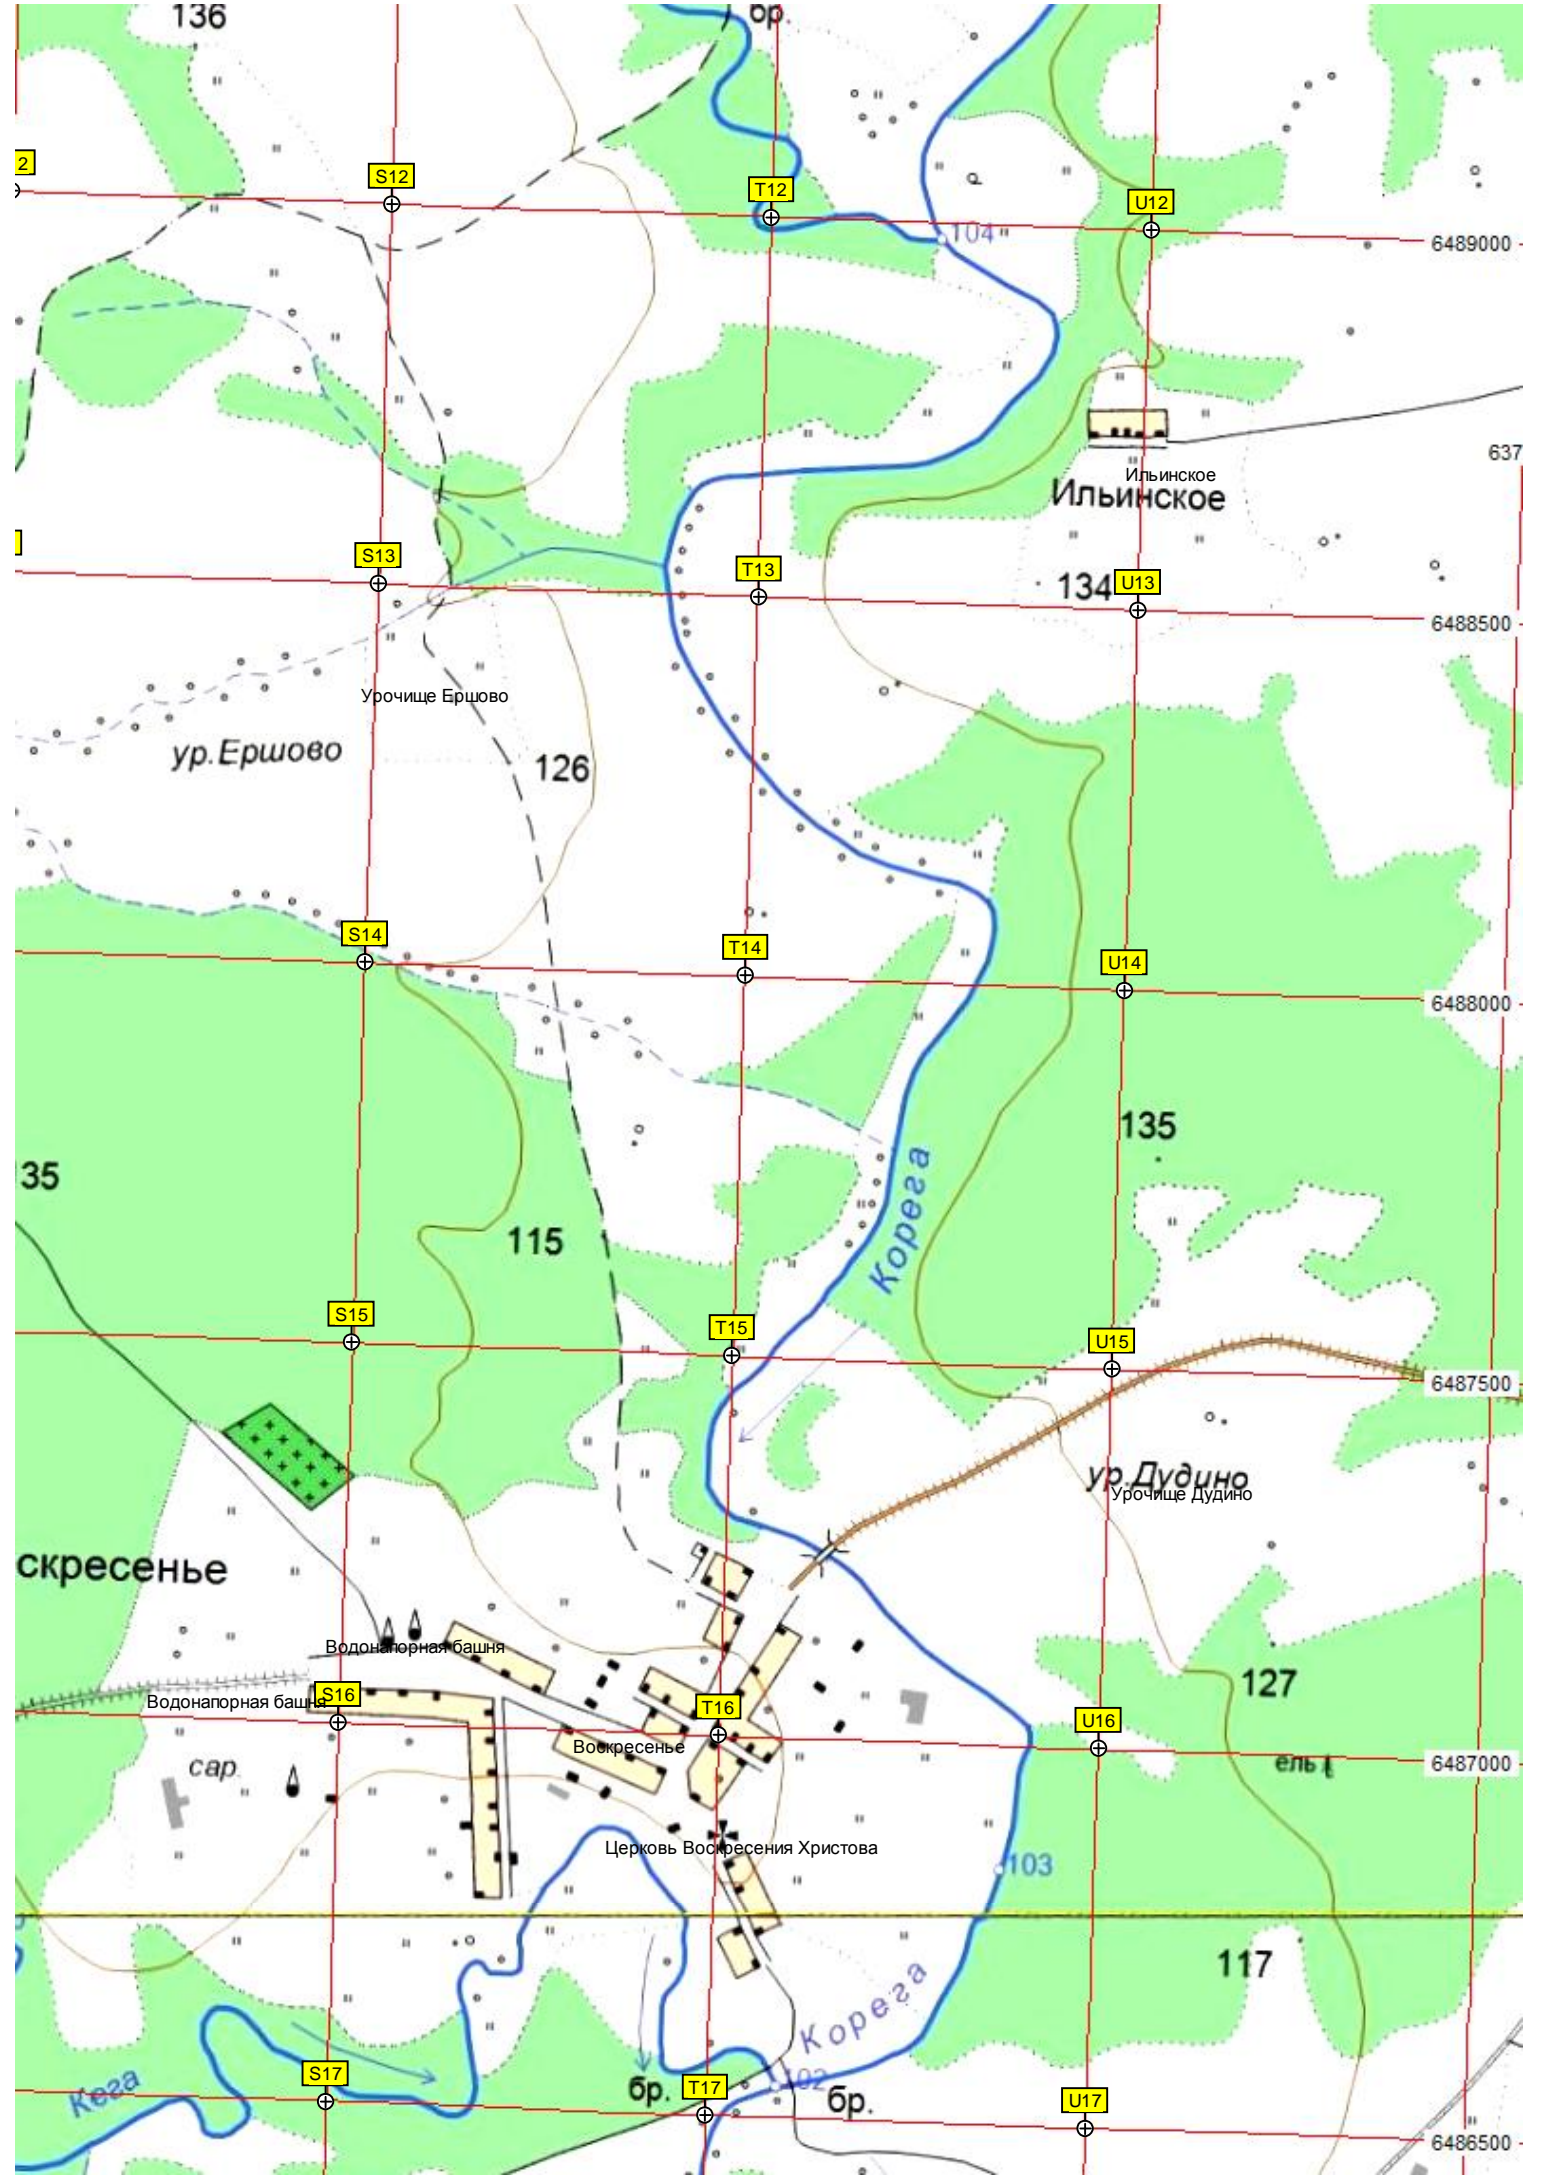 136
бр.
2
S12
T12
U12
104
6489000
637
Ильинское
Ильинское
S13
T13
134
U13
6488500
Урочище Ершово
ур.Ершово
126
S14
T14
U14
6488000
135
35
Корега
115
S15
T15
U15
6487500
ур.Дудино
Урочище Дудино
скресенье
Водонапорная башня
Водонапорная башня
S16
T16
U16
127
Воскресенье
сар.
ель
6487000
Церковь Воскресения Христова
103
117
Корега
S17
Кега
бр.
T17
102
бр.
U17
6486500